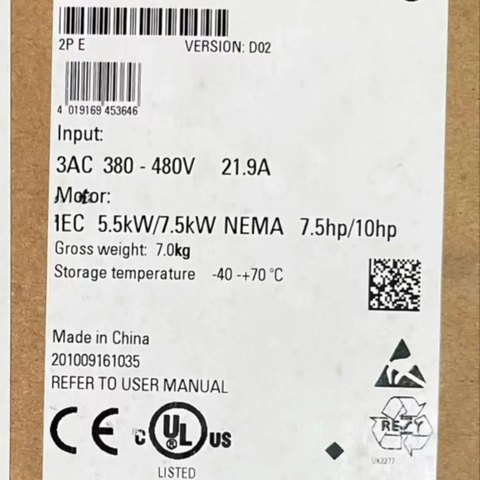 2P E VERSION: D02
4 019169 453646
Input:
3AC 380 - 480V 21.9A
Motor:
IEC 5.5kW/7.5kW NEMA 7.5hp/10hp
Gross weight: 7.0kg
Storage temperature -40 -+70 °C
Made in China
201009161035
REFER TO USER MANUAL
CE c UL ® US
LISTED
RESY
UK2277